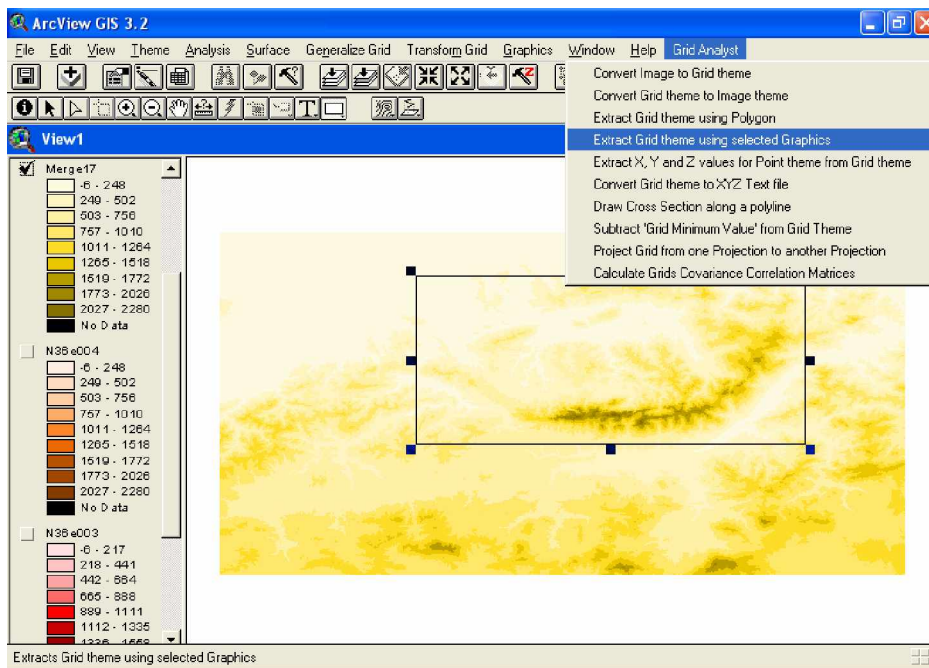 ArcView GIS 3.2
File Edit View Theme Analysis Surface Generalize Grid Transform Grid Graphics Window Help Grid Analyst
Convert Image to Grid theme
Convert Grid theme to Image theme
Extract Grid theme using Polygon
Extract Grid theme using selected Graphics
Extract X, Y and Z values for Point theme from Grid theme
Convert Grid theme to XYZ Text file
Draw Cross Section along a polyline
Subtract 'Grid Minimum Value' from Grid Theme
Project Grid from one Projection to another Projection
Calculate Grids Covariance Correlation Matrices
View1
Merge17
-6 - 248
249 - 502
503 - 756
757 - 1010
1011 - 1264
1265 - 1518
1519 - 1772
1773 - 2026
2027 - 2280
No Data
N36e004
-6 - 248
249 - 502
503 - 756
757 - 1010
1011 - 1264
1265 - 1518
1519 - 1772
1773 - 2026
2027 - 2280
No Data
N36e003
-6 - 217
218 - 441
442 - 664
665 - 888
889 - 1111
1112 - 1335
Extracts Grid theme using selected Graphics